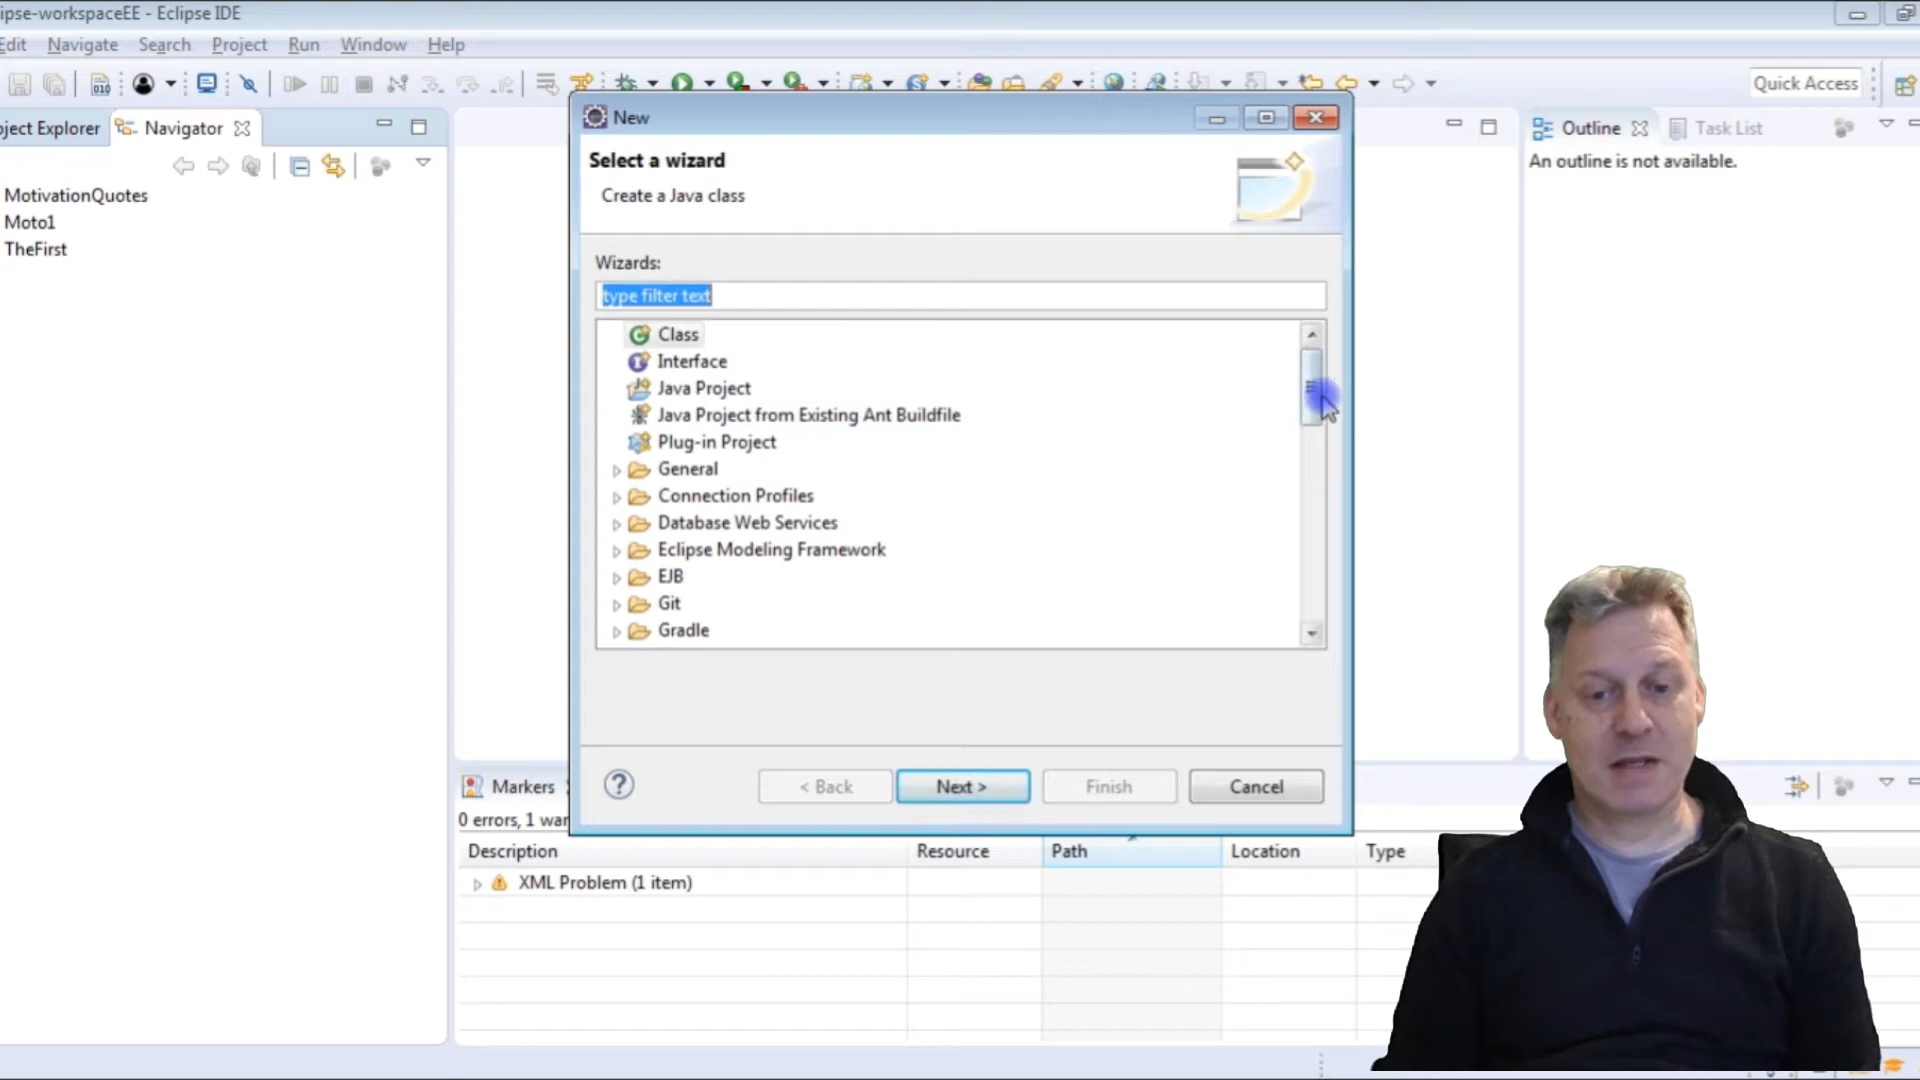 ipse-workspaceEE - Eclipse IDE
Edit Navigate Search Project Run Window Help
010
Quick Access
oject Explorer
Navigator
MotivationQuotes
Moto1
TheFirst
New
Select a wizard
Create a Java class
Wizards:
type filter text
Class
Interface
Java Project
Java Project from Existing Ant Buildfile
Plug-in Project
General
Connection Profiles
Database Web Services
Eclipse Modeling Framework
EJB
Git
Gradle
< Back
Next >
Finish
Cancel
Outline
Task List
An outline is not available.
Markers
0 errors, 1 war
Description Resource Path Location Type
XML Problem (1 item)